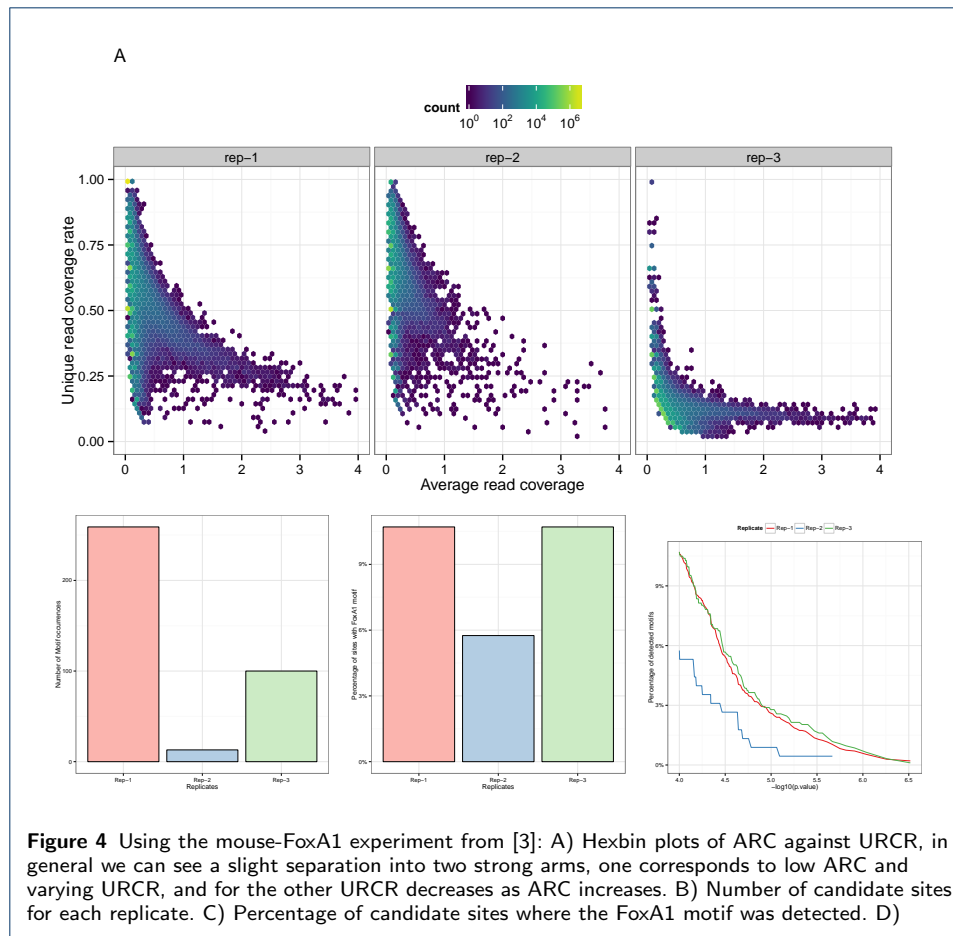 A
count
10^0 10^2 10^4 10^6
rep−1 rep−2 rep−3
Unique read coverage rate
1.00
0.75
0.50
0.25
0.00
0 1 2 3 4 0 1 2 3 4 0 1 2 3 4
Average read coverage
Number of Motif occurrences
200
100
0
Rep−1 Rep−2 Rep−3
Replicates
Percentage of sites with FoxA1 motif
9%
6%
3%
0%
Rep−1 Rep−2 Rep−3
Replicates
Replicate Rep−1 Rep−2 Rep−3
Percentage of detected motifs
9%
6%
3%
0%
4.0 4.5 5.0 5.5 6.0 6.5
−log10(p.value)
Figure 4 Using the mouse-FoxA1 experiment from [3]: A) Hexbin plots of ARC against URCR, in
general we can see a slight separation into two strong arms, one corresponds to low ARC and
varying URCR, and for the other URCR decreases as ARC increases. B) Number of candidate sites
for each replicate. C) Percentage of candidate sites where the FoxA1 motif was detected. D)